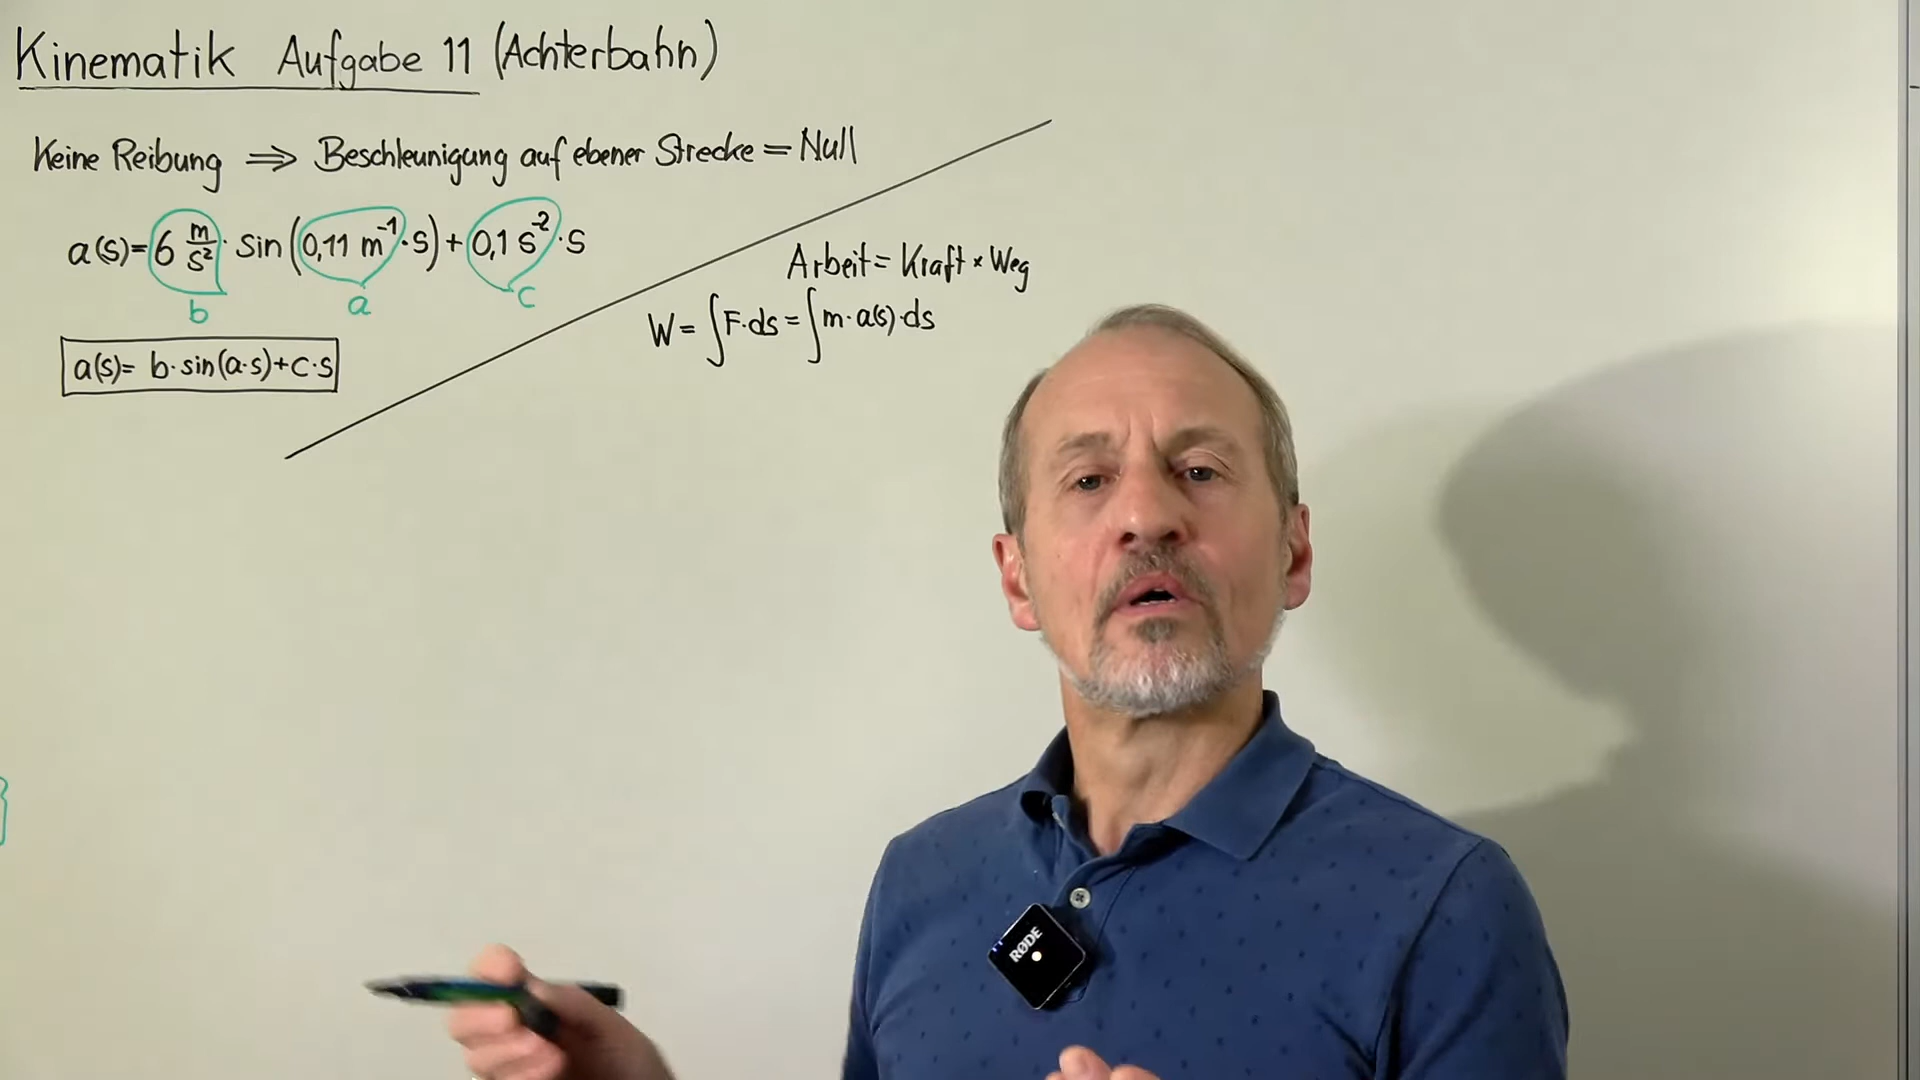 Kinematik Aufgabe 11 (Achterbahn)
Keine Reibung ⟹ Beschleunigung auf ebener Strecke = Null
a(s)= 6 m/s² · sin(0,11 m⁻¹ · s) + 0,1 s⁻² · s
b a c
a(s)= b·sin(a·s)+c·s
Arbeit = Kraft × Weg
W = ∫F·ds = ∫m·a(s)·ds
RØDE